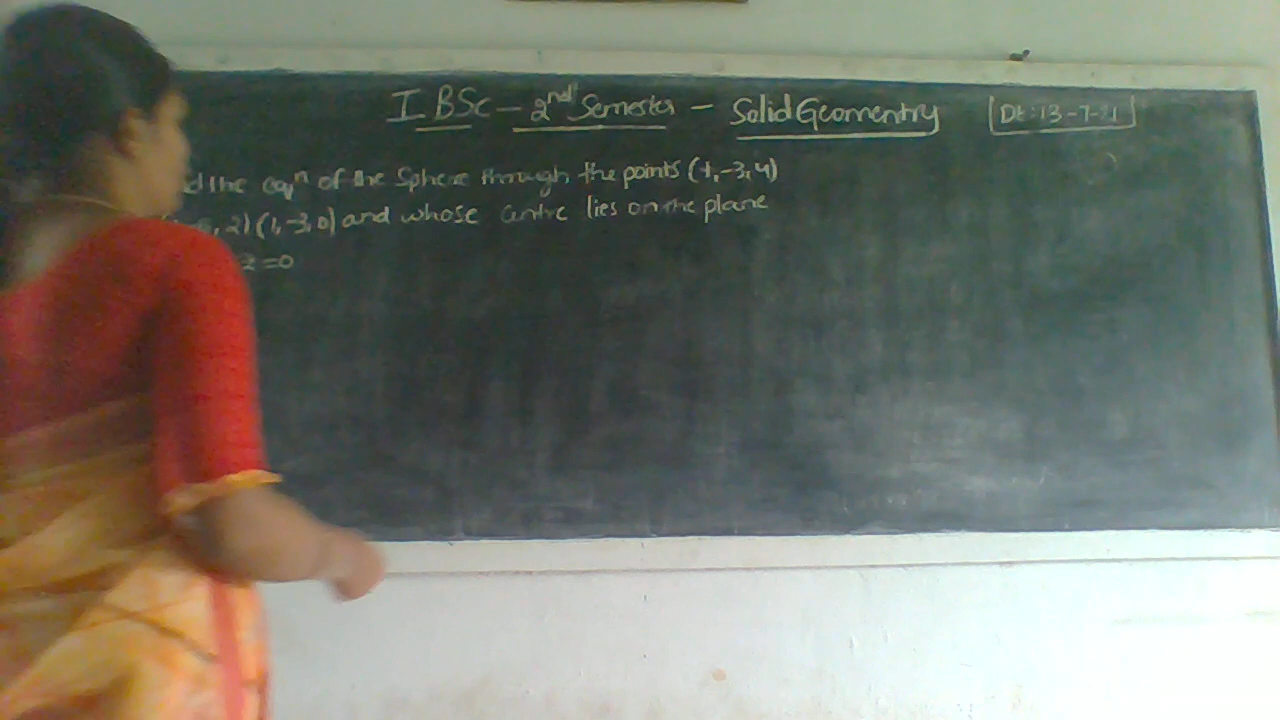 I BSc - 2nd Semester - Solid Geomentry Dt: 13-7-21
d the eqn of the Sphere through the points (1, -3, 4)
, 2) (1, -3, 0) and whose centre lies on the plane
z = 0